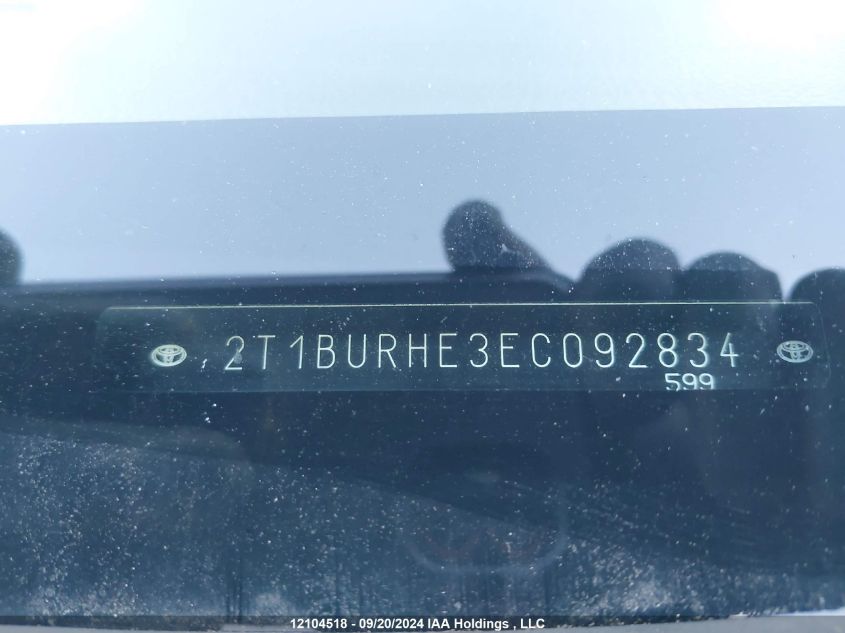 2T1BURHE3EC092834
599
12104518 - 09/20/2024 IAA Holdings , LLC